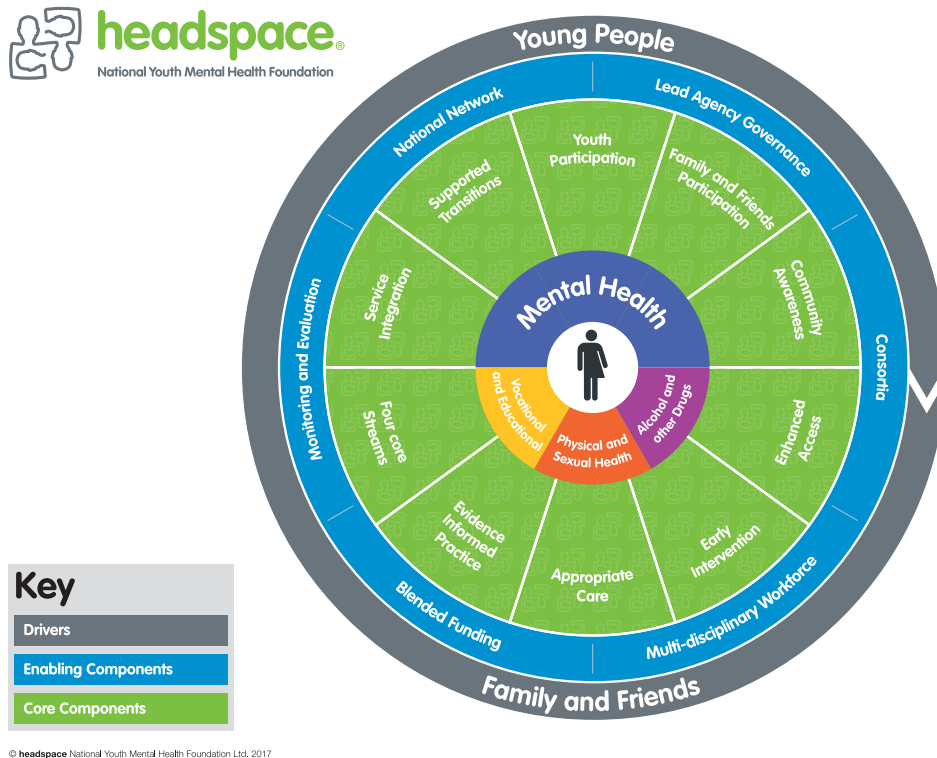 headspace®
National Youth Mental Health Foundation
Young People
National Network
Lead Agency Governance
Consortia
Multi-disciplinary Workforce
Blended Funding
Monitoring and Evaluation
Youth
Participation
Family and Friends
Participation
Community
Awareness
Enhanced
Access
Early
Intervention
Appropriate
Care
Evidence
Informed
Practice
Four core
Streams
Service
Integration
Supported
Transitions
Mental Health
Alcohol and
other Drugs
Physical and
Sexual Health
Vocational
and Educational
Family and Friends
Key
Drivers
Enabling Components
Core Components
© headspace National Youth Mental Health Foundation Ltd. 2017